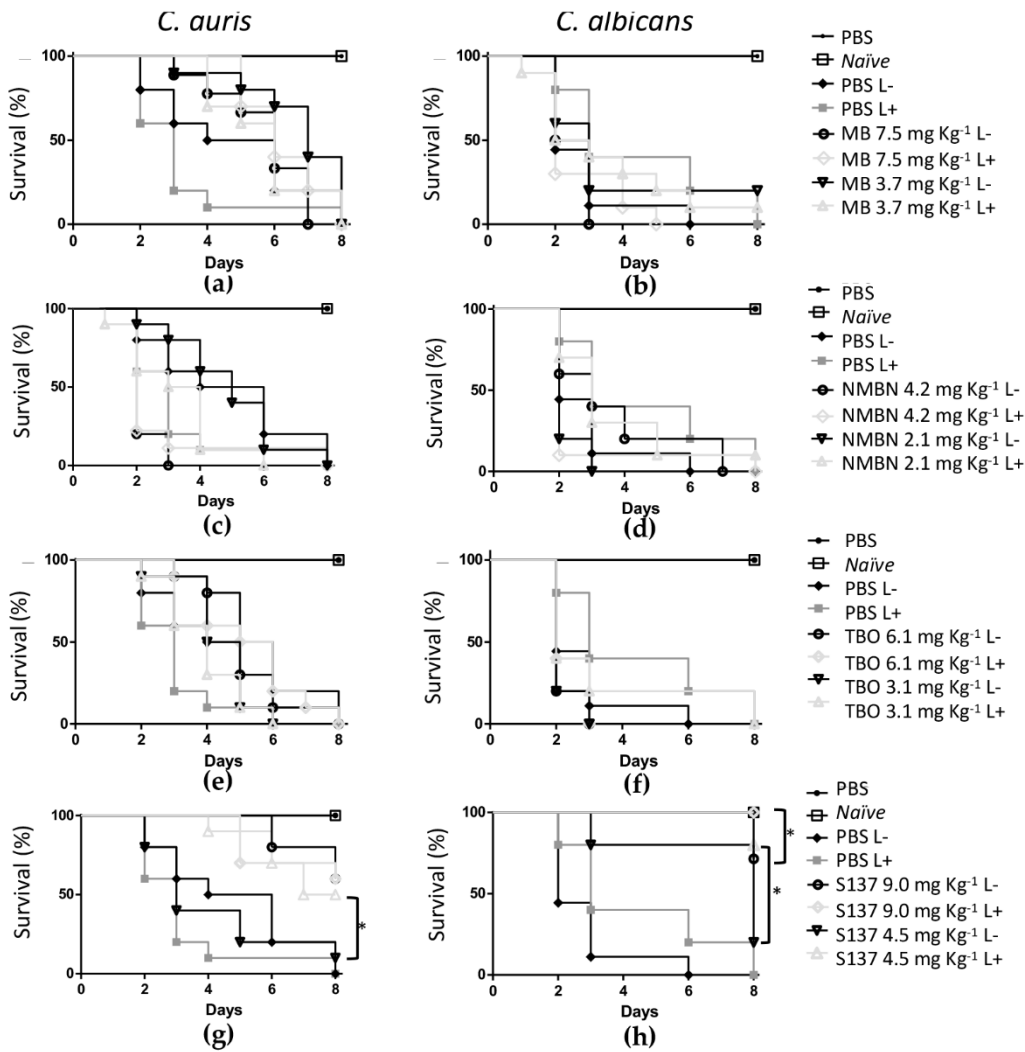 C. auris
C. albicans
Survival (%)
100
50
0
0 2 4 6 8
Days
(a)
Survival (%)
100
50
0
0 2 4 6 8
Days
(b)
PBS
Naïve
PBS L-
PBS L+
MB 7.5 mg Kg⁻¹ L-
MB 7.5 mg Kg⁻¹ L+
MB 3.7 mg Kg⁻¹ L-
MB 3.7 mg Kg⁻¹ L+
Survival (%)
100
50
0
0 2 4 6 8
Days
(c)
Survival (%)
100
50
0
0 2 4 6 8
Days
(d)
PBS
Naïve
PBS L-
PBS L+
NMBN 4.2 mg Kg⁻¹ L-
NMBN 4.2 mg Kg⁻¹ L+
NMBN 2.1 mg Kg⁻¹ L-
NMBN 2.1 mg Kg⁻¹ L+
Survival (%)
100
50
0
0 2 4 6 8
Days
(e)
Survival (%)
100
50
0
0 2 4 6 8
Days
(f)
PBS
Naïve
PBS L-
PBS L+
TBO 6.1 mg Kg⁻¹ L-
TBO 6.1 mg Kg⁻¹ L+
TBO 3.1 mg Kg⁻¹ L-
TBO 3.1 mg Kg⁻¹ L+
Survival (%)
100
50
0
0 2 4 6 8
*
Days
(g)
Survival (%)
100
50
0
0 2 4 6 8
*
*
Days
(h)
PBS
Naïve
PBS L-
PBS L+
S137 9.0 mg Kg⁻¹ L-
S137 9.0 mg Kg⁻¹ L+
S137 4.5 mg Kg⁻¹ L-
S137 4.5 mg Kg⁻¹ L+